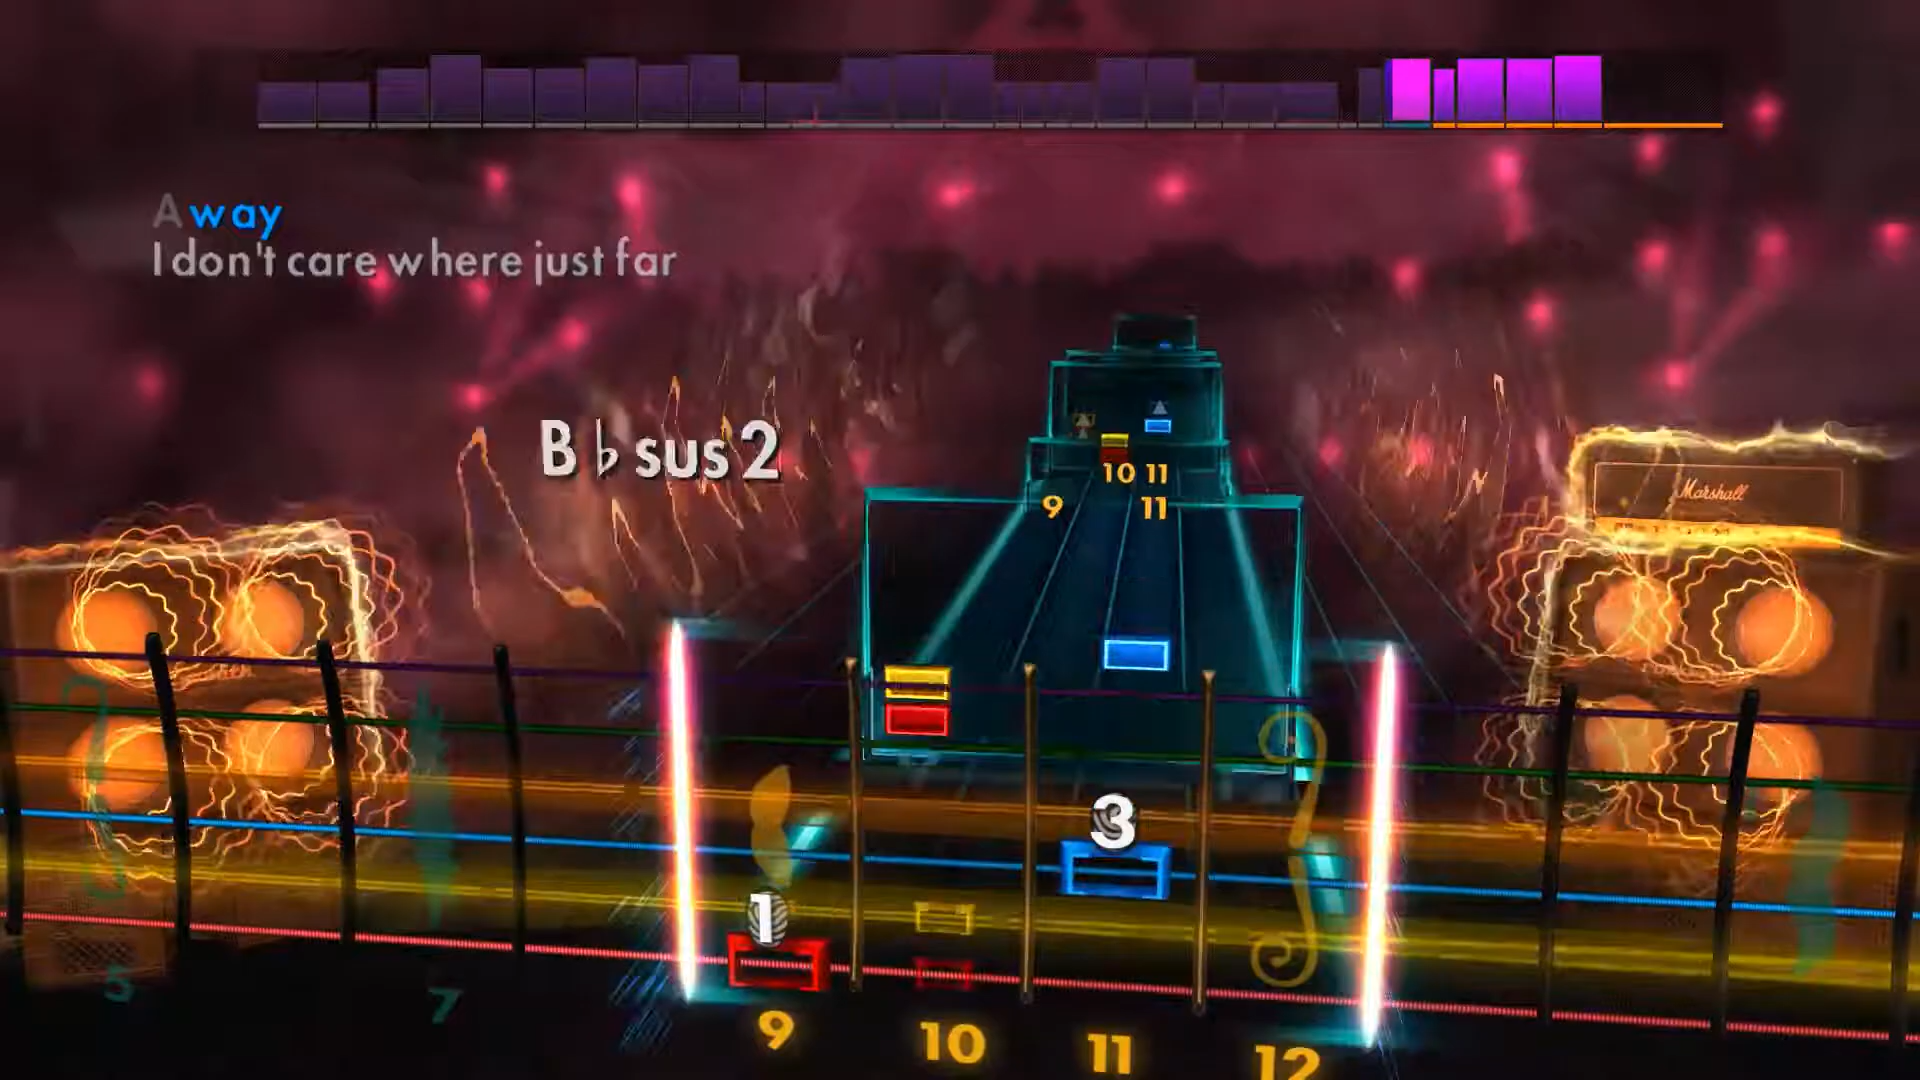 Away
I don't care where just far
B♭sus2
Marshall
10 11
9 11
3
1
5 7 9 10 11 12